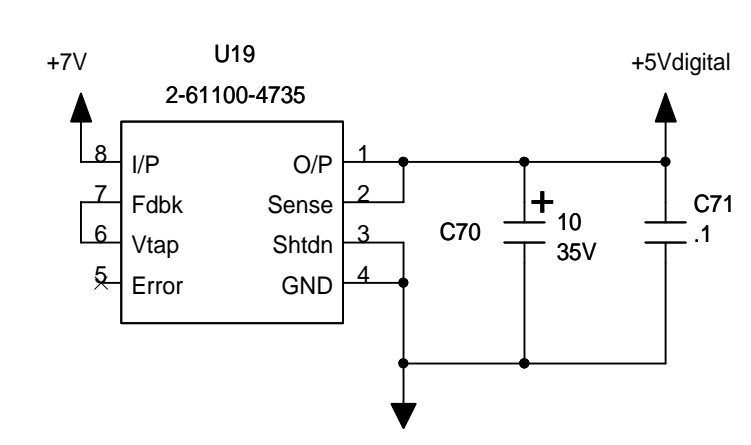 U19
+7V
+5Vdigital
2-61100-4735
8 I/P O/P 1
7 Fdbk Sense 2
6 Vtap Shtdn 3
5 Error GND 4
C70
+
10
35V
C71
.1